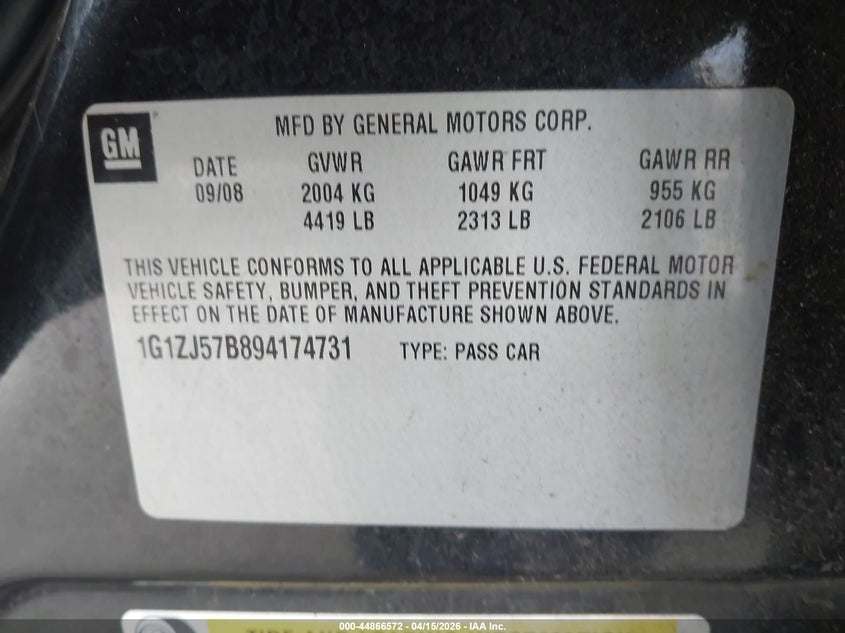 GM
MFD BY GENERAL MOTORS CORP.
DATE GVWR GAWR FRT GAWR RR
09/08 2004 KG 1049 KG 955 KG
4419 LB 2313 LB 2106 LB
THIS VEHICLE CONFORMS TO ALL APPLICABLE U.S. FEDERAL MOTOR
VEHICLE SAFETY, BUMPER, AND THEFT PREVENTION STANDARDS IN
EFFECT ON THE DATE OF MANUFACTURE SHOWN ABOVE.
1G1ZJ57B894174731 TYPE: PASS CAR
000-44866572 - 04/15/2026 - IAA Inc.